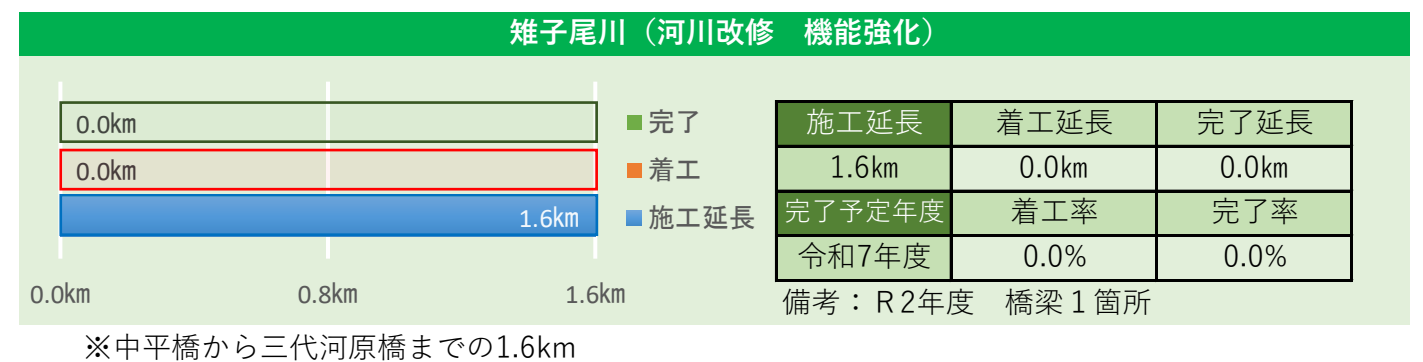 雉子尾川（河川改修　機能強化）
0.0km
0.0km
1.6km
0.0km 0.8km 1.6km
■完了
■着工
■施工延長
施工延長 着工延長 完了延長
1.6㎞ 0.0㎞ 0.0㎞
完了予定年度 着工率 完了率
令和7年度 0.0% 0.0%
備考：Ｒ2年度　橋梁１箇所
※中平橋から三代河原橋までの1.6km